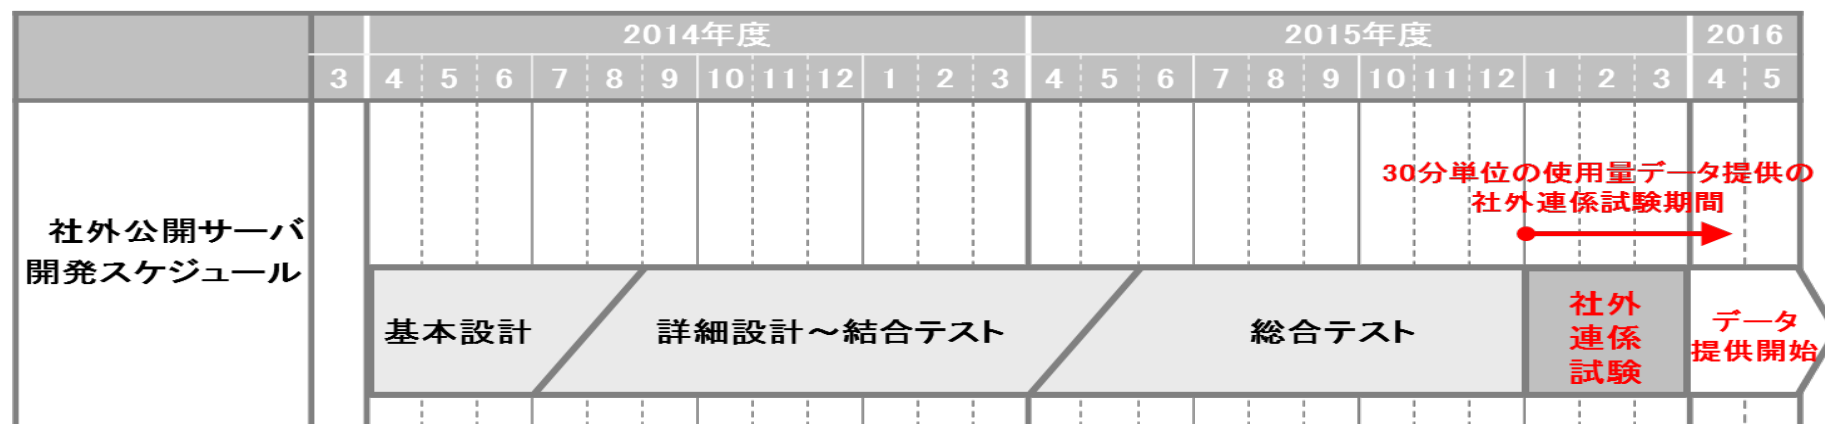 2014年度 2015年度 2016
3 4 5 6 7 8 9 10 11 12 1 2 3 4 5 6 7 8 9 10 11 12 1 2 3 4 5
30分単位の使用量データ提供の
社外連係試験期間
社外公開サーバ
開発スケジュール
基本設計
詳細設計～結合テスト
総合テスト
社外
連係
試験
データ
提供開始